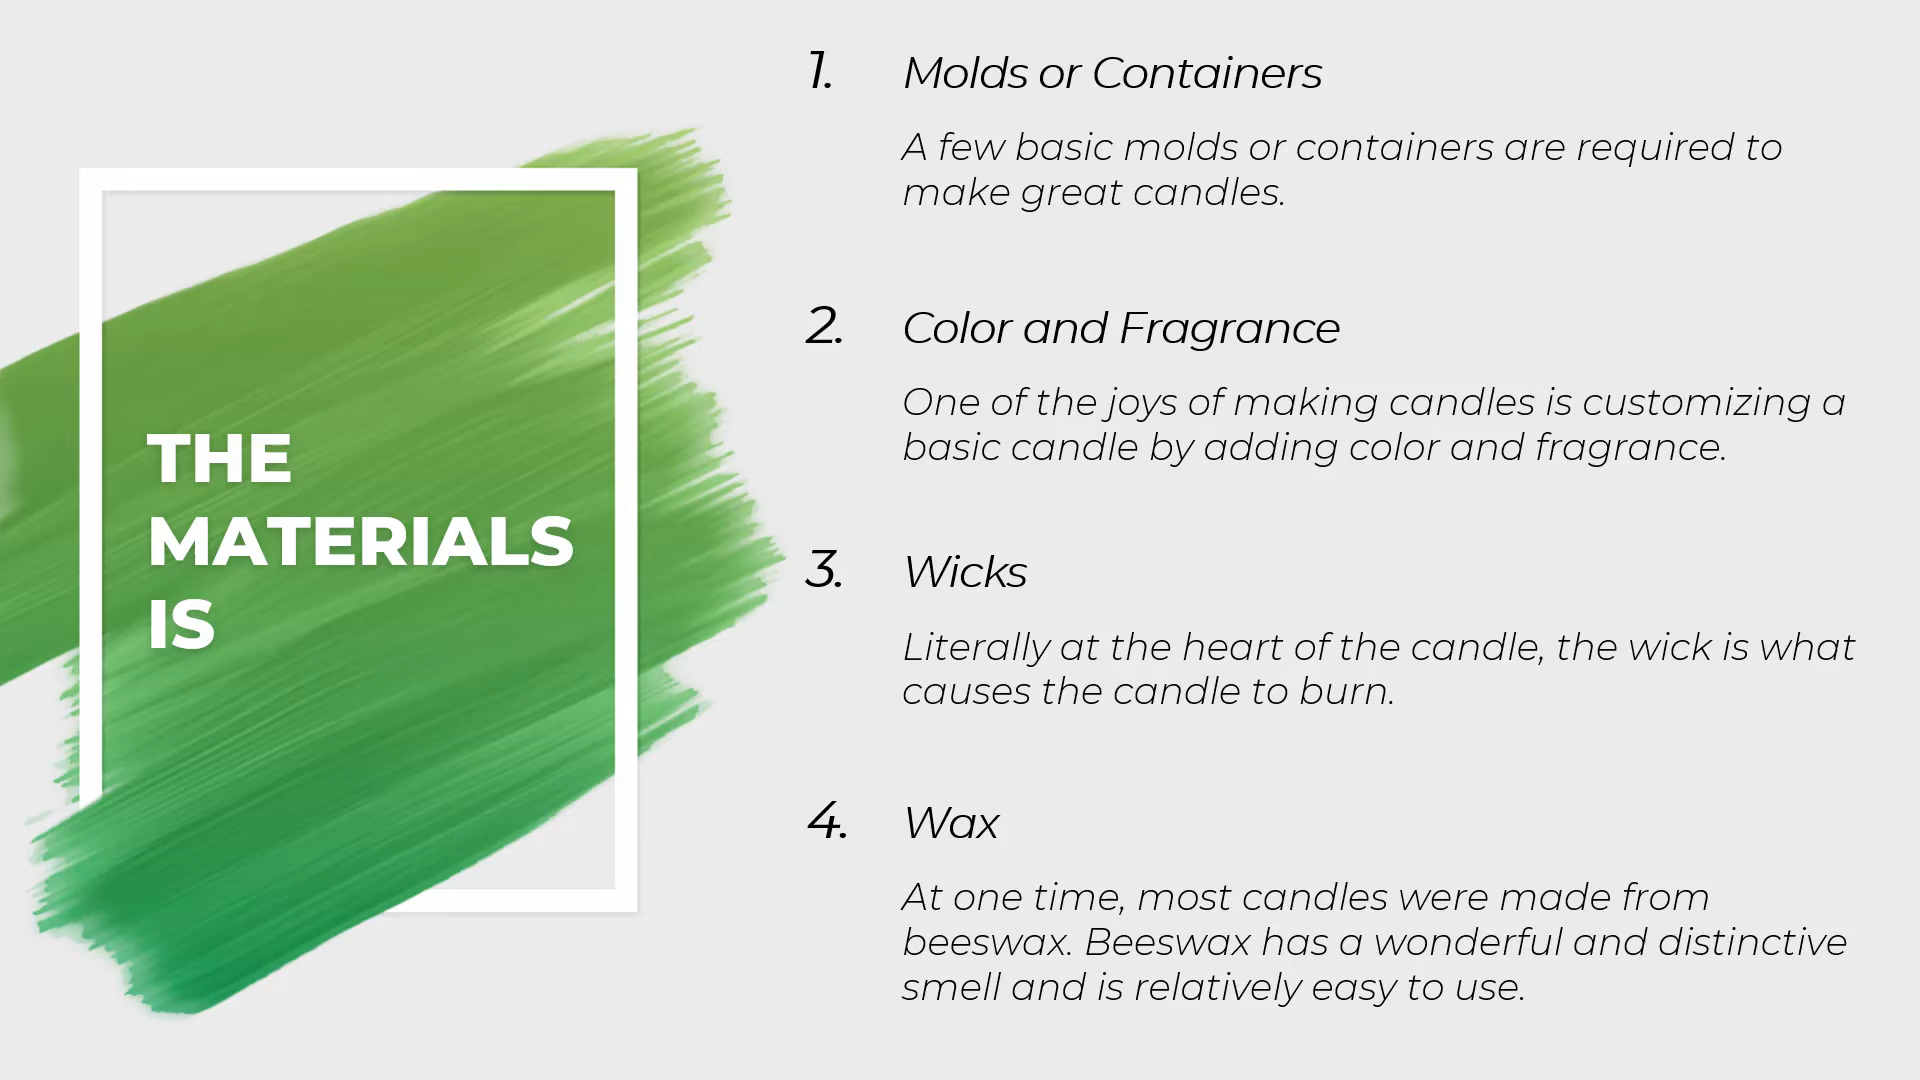 THE
MATERIALS
IS
1. Molds or Containers
A few basic molds or containers are required to
make great candles.
2. Color and Fragrance
One of the joys of making candles is customizing a
basic candle by adding color and fragrance.
3. Wicks
Literally at the heart of the candle, the wick is what
causes the candle to burn.
4. Wax
At one time, most candles were made from
beeswax. Beeswax has a wonderful and distinctive
smell and is relatively easy to use.